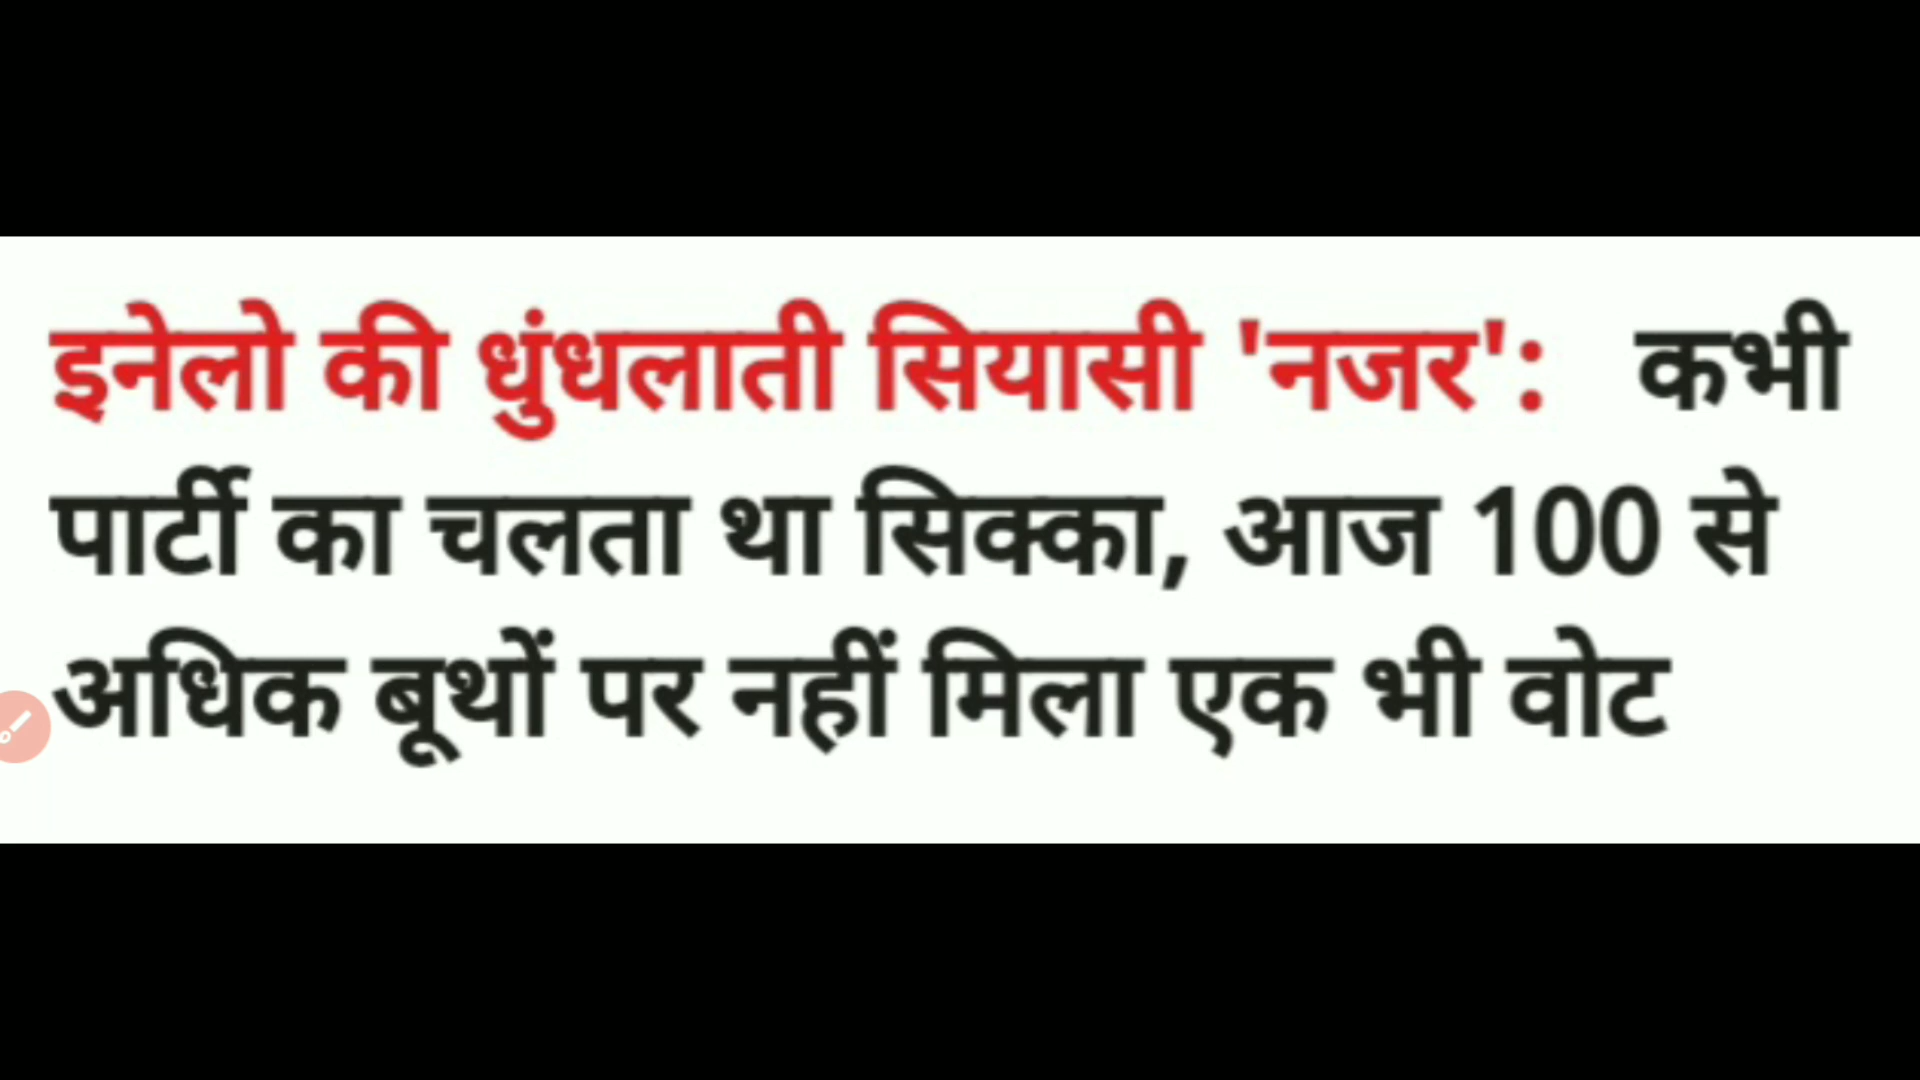 इनेलो की धुंधलाती सियासी 'नजर': कभी
पार्टी का चलता था सिक्का, आज 100 से
अधिक बूथों पर नहीं मिला एक भी वोट